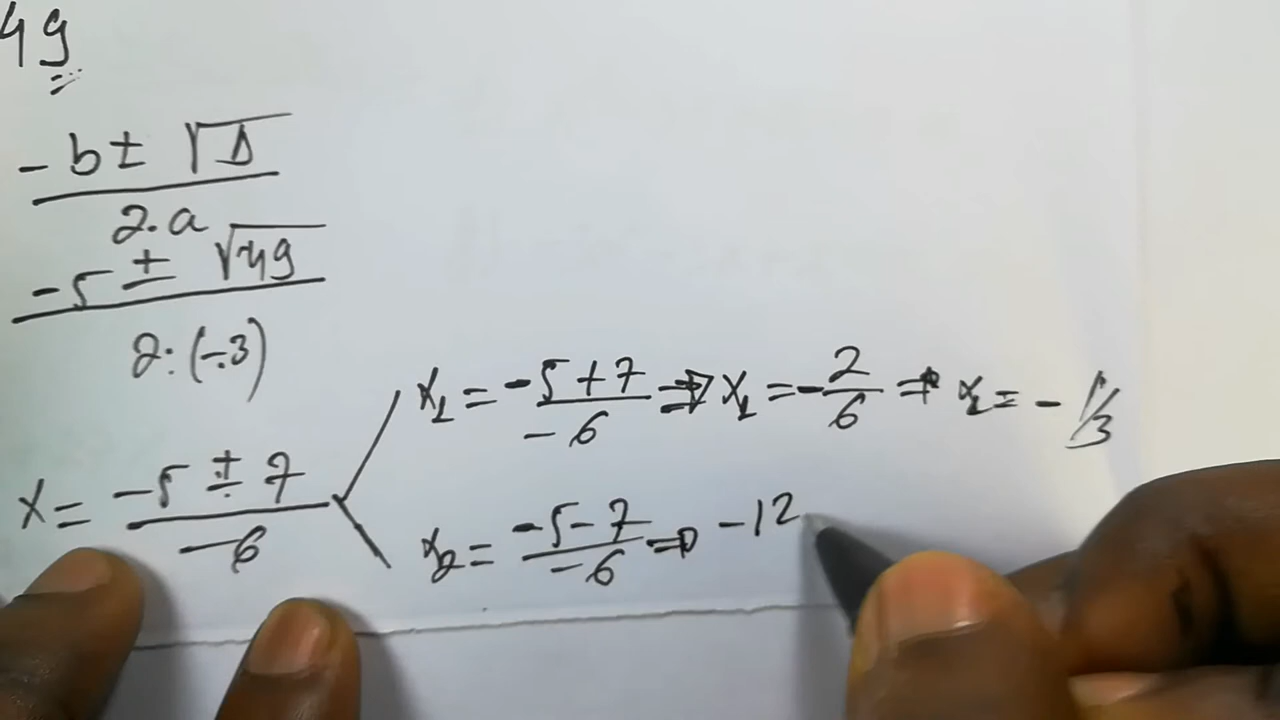 49
-b ± √Δ
2.a
-5 ± √49
2.(-3)
x₁ = -5+7 / -6 ⇒ x₁ = -2/6 ⇒ x₁ = -1/3
x = -5 ± 7 / -6
x₂ = -5-7 / -6 ⇒ -12